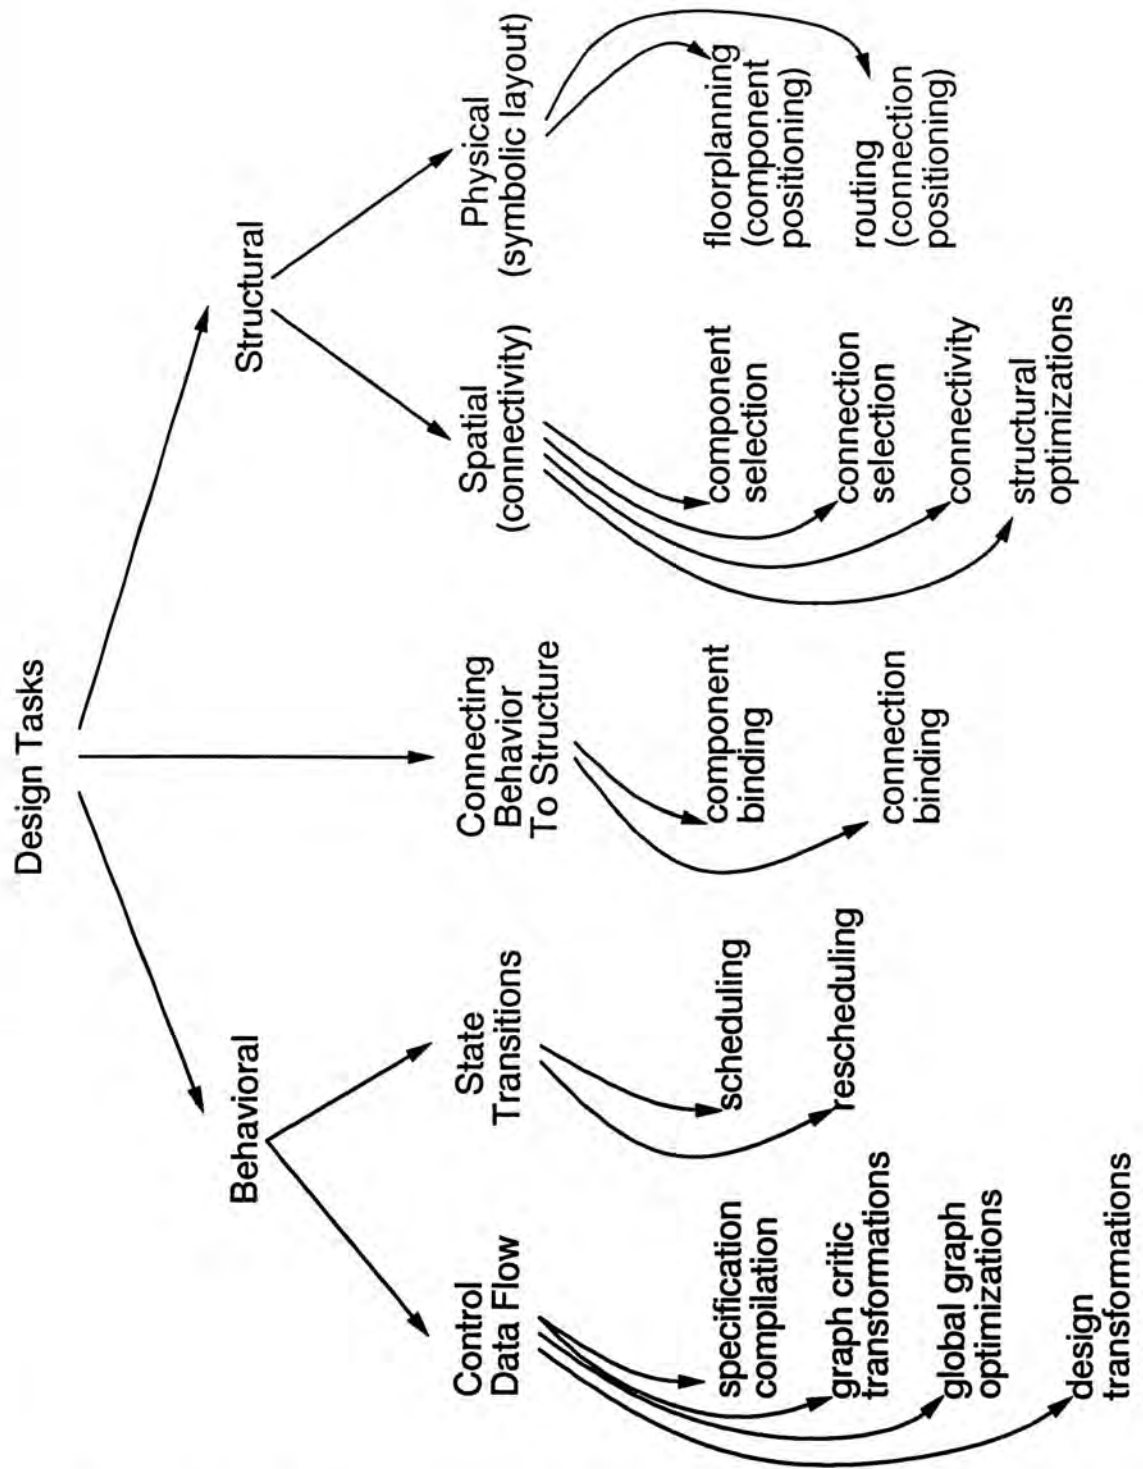 Design Tasks
Behavioral
Structural
Control
Data Flow
State
Transitions
Connecting
Behavior
To Structure
Spatial
(connectivity)
Physical
(symbolic layout)
specification
compilation
graph critic
transformations
global graph
optimizations
design
transformations
scheduling
rescheduling
component
binding
connection
binding
component
selection
connection
selection
connectivity
structural
optimizations
floorplanning
(component
positioning)
routing
(connection
positioning)